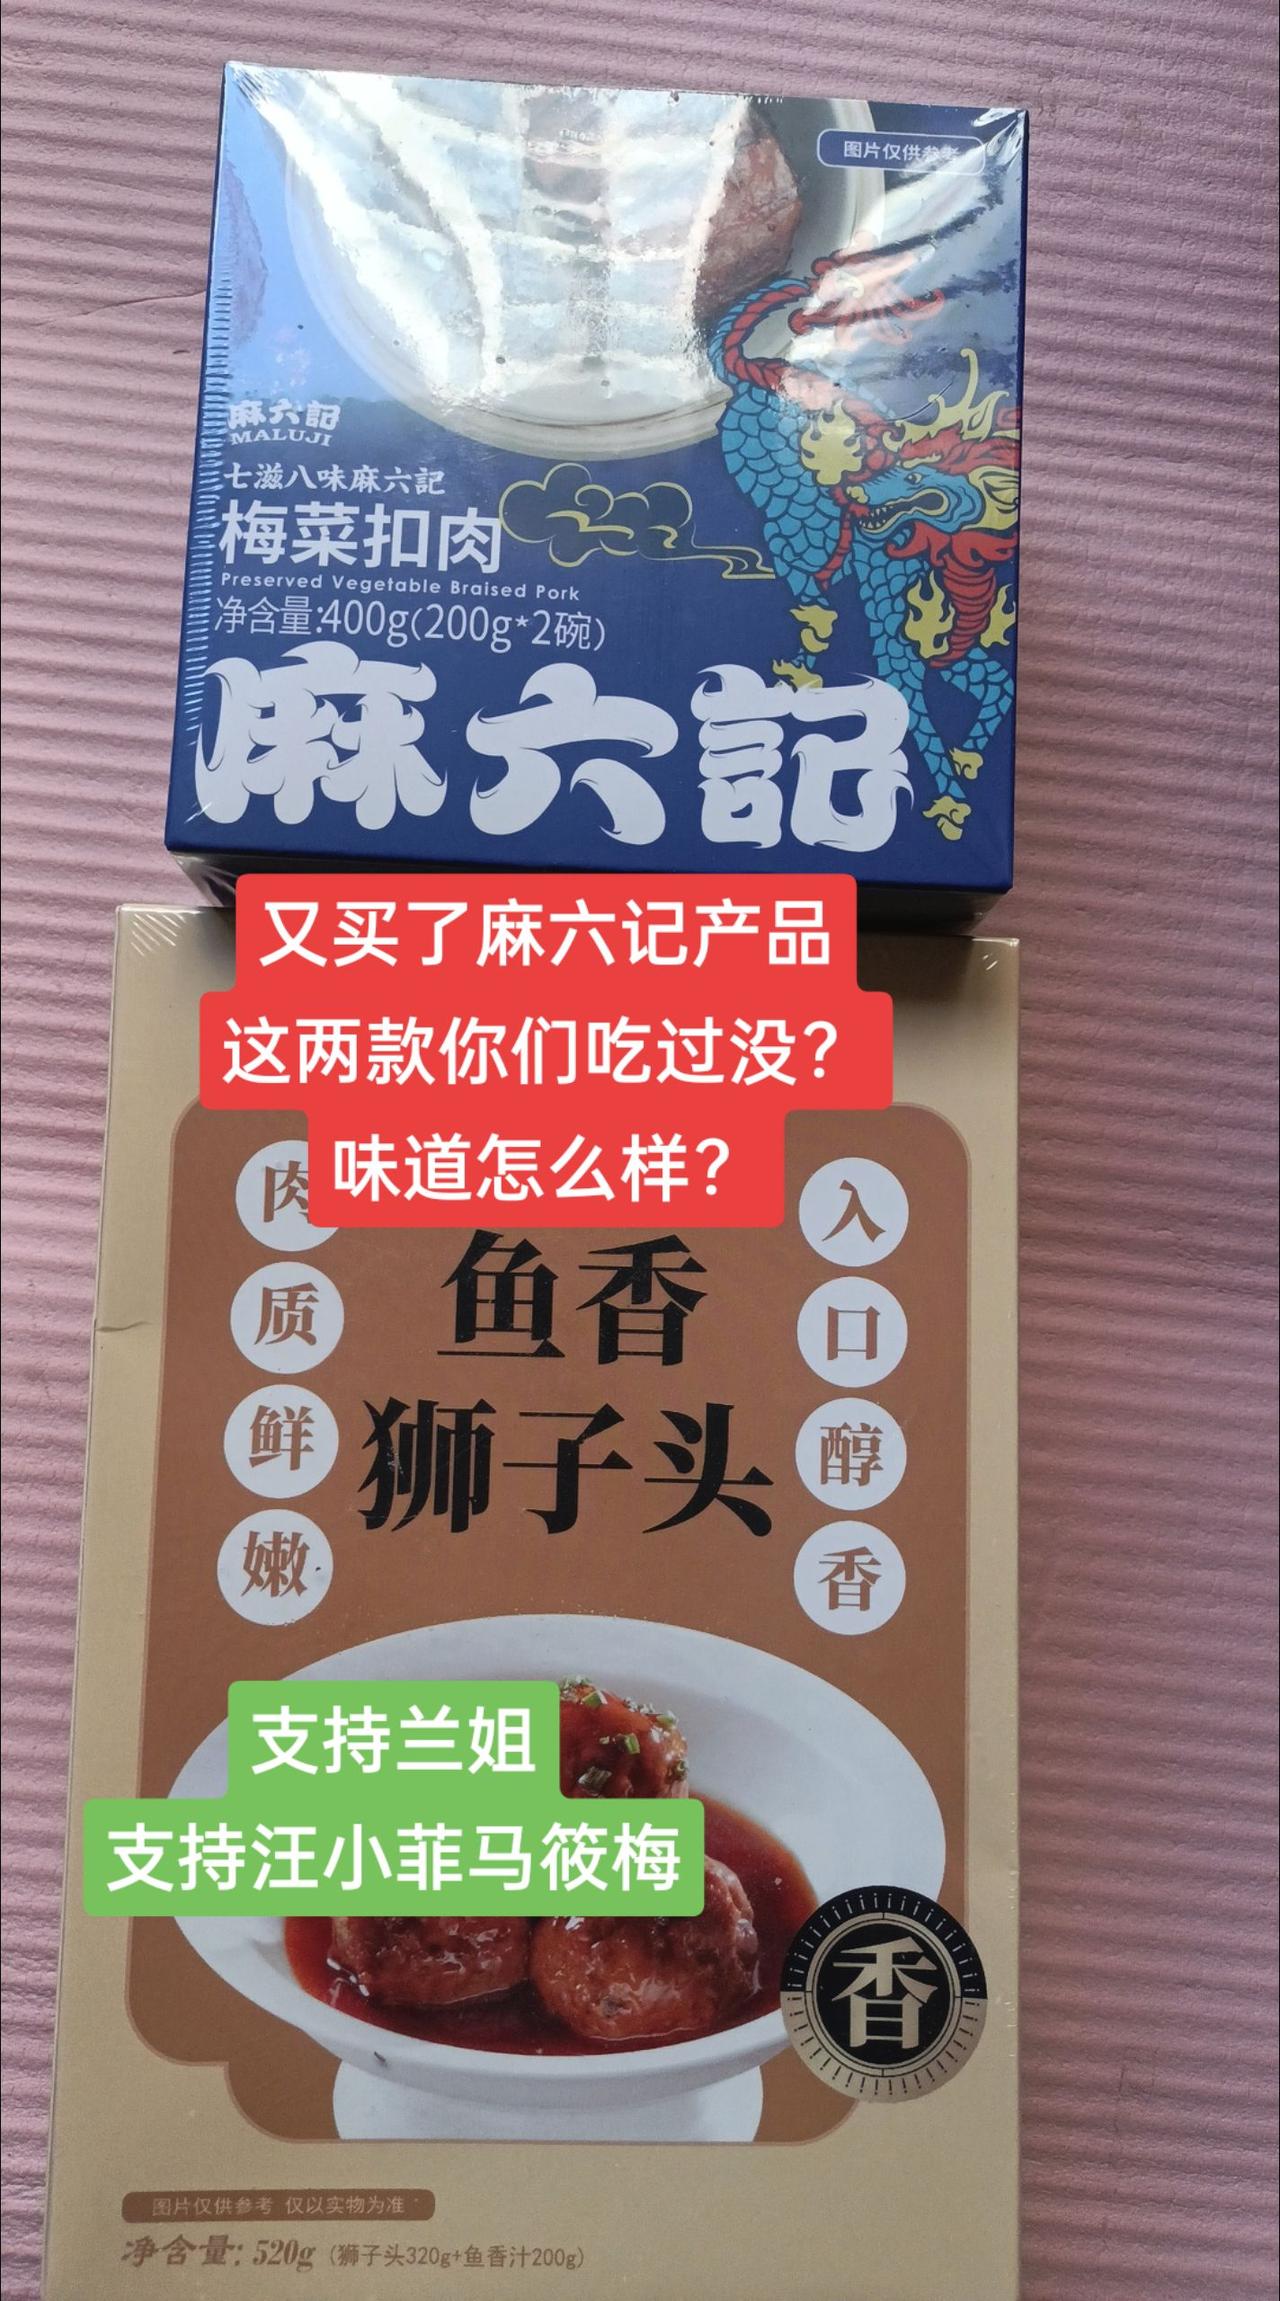 图片仅供参考
麻六記
MALUJI
七滋八味麻六記
梅菜扣肉
Preserved Vegetable Braised Pork
净含量:400g(200g*2碗)
麻六記
又买了麻六记产品
这两款你们吃过没？
味道怎么样？
肉质鲜嫩
鱼香
狮子头
入口醇香
支持兰姐
支持汪小菲马筱梅
香
图片仅供参考 仅以实物为准
净含量：520g（狮子头320g+鱼香汁200g）